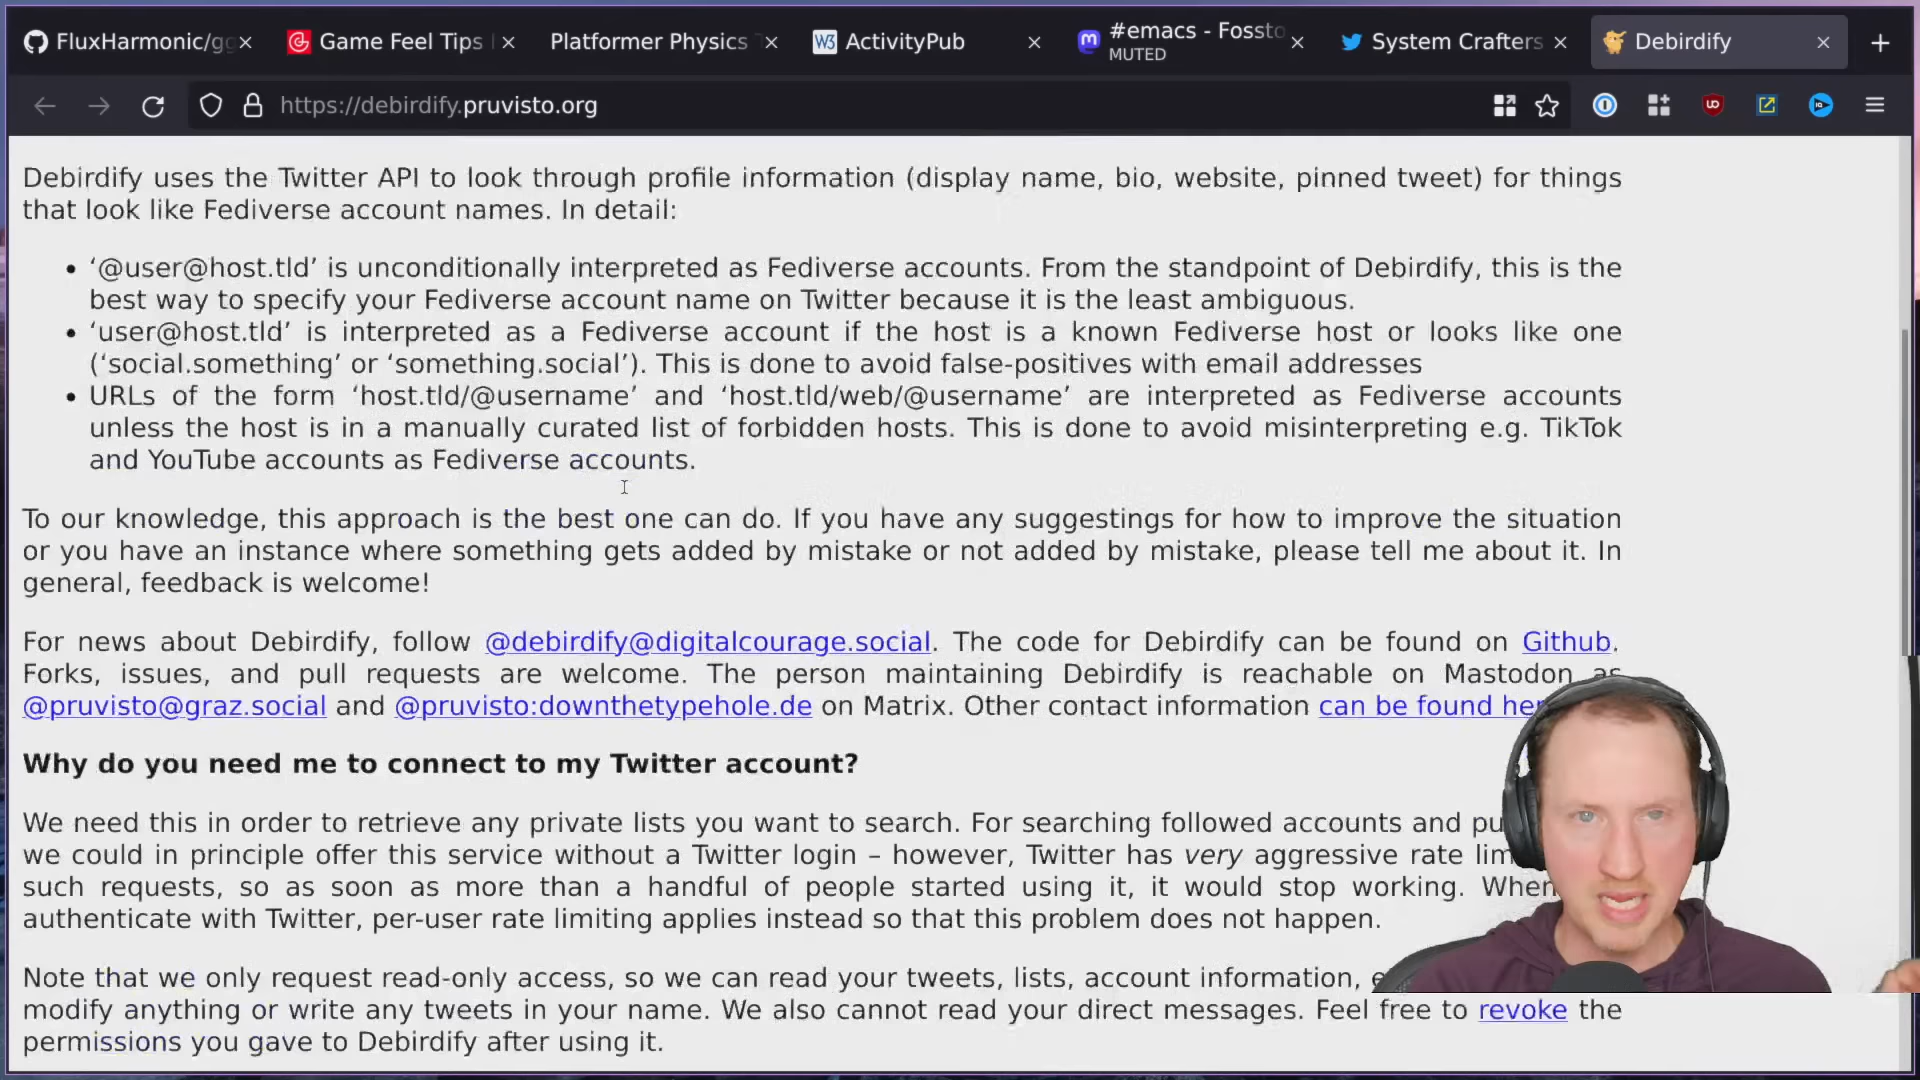 FluxHarmonic/gg
Game Feel Tips
Platformer Physics
ActivityPub
#emacs - Fossto
MUTED
System Crafters
Debirdify
https://debirdify.pruvisto.org
Debirdify uses the Twitter API to look through profile information (display name, bio, website, pinned tweet) for things
that look like Fediverse account names. In detail:
• ‘@user@host.tld’ is unconditionally interpreted as Fediverse accounts. From the standpoint of Debirdify, this is the
best way to specify your Fediverse account name on Twitter because it is the least ambiguous.
• ‘user@host.tld’ is interpreted as a Fediverse account if the host is a known Fediverse host or looks like one
(‘social.something’ or ‘something.social’). This is done to avoid false-positives with email addresses
• URLs of the form ‘host.tld/@username’ and ‘host.tld/web/@username’ are interpreted as Fediverse accounts
unless the host is in a manually curated list of forbidden hosts. This is done to avoid misinterpreting e.g. TikTok
and YouTube accounts as Fediverse accounts.
To our knowledge, this approach is the best one can do. If you have any suggestings for how to improve the situation
or you have an instance where something gets added by mistake or not added by mistake, please tell me about it. In
general, feedback is welcome!
For news about Debirdify, follow @debirdify@digitalcourage.social. The code for Debirdify can be found on Github.
Forks, issues, and pull requests are welcome. The person maintaining Debirdify is reachable on Mastodon as
@pruvisto@graz.social and @pruvisto:downthetypehole.de on Matrix. Other contact information can be found her
Why do you need me to connect to my Twitter account?
We need this in order to retrieve any private lists you want to search. For searching followed accounts and pu
we could in principle offer this service without a Twitter login – however, Twitter has very aggressive rate lim
such requests, so as soon as more than a handful of people started using it, it would stop working. When
authenticate with Twitter, per-user rate limiting applies instead so that this problem does not happen.
Note that we only request read-only access, so we can read your tweets, lists, account information, e
modify anything or write any tweets in your name. We also cannot read your direct messages. Feel free to revoke the
permissions you gave to Debirdify after using it.